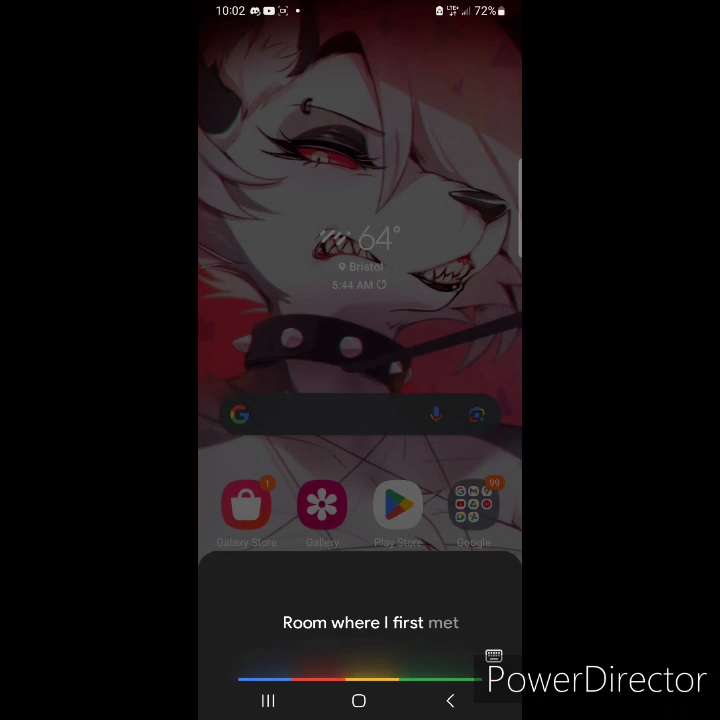 10:02 LTE+ 72%
64°
Bristol
5:44 AM
G
1 99
Galaxy Store Gallery Play Store Google
Room where I first met
PowerDirector